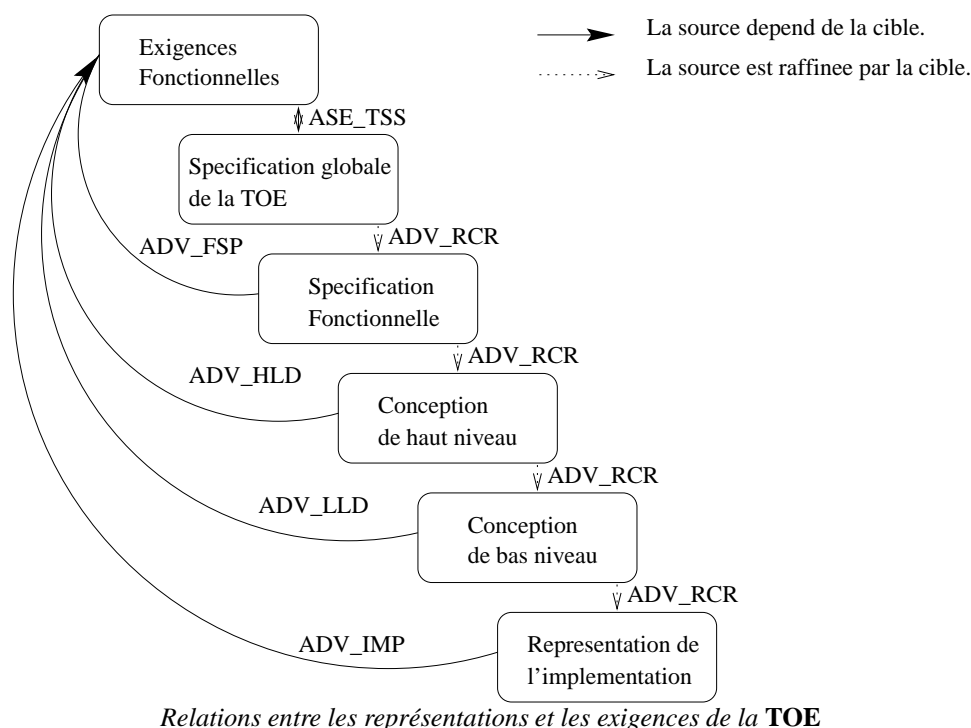 Exigences
Fonctionnelles
La source depend de la cible.
La source est raffinee par la cible.
ASE_TSS
Specification globale
de la TOE
ADV_RCR
ADV_FSP
Specification
Fonctionnelle
ADV_RCR
ADV_HLD
Conception
de haut niveau
ADV_RCR
ADV_LLD
Conception
de bas niveau
ADV_RCR
ADV_IMP
Representation de
l'implementation
Relations entre les représentations et les exigences de la TOE